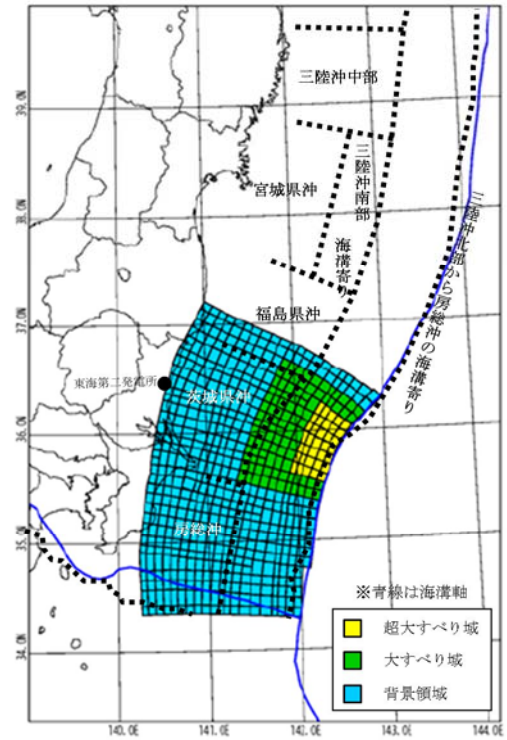 三陸沖中部
39.0N
三陸沖南部
海溝寄り
宮城県沖
38.0N
三陸沖北部から房総沖の海溝寄り
福島県沖
37.0N
東海第二発電所
茨城県沖
36.0N
房総沖
35.0N
※青線は海溝軸
超大すべり域
大すべり域
背景領域
34.0N
140.0E
141.0E
142.0E
143.0E
144.0E